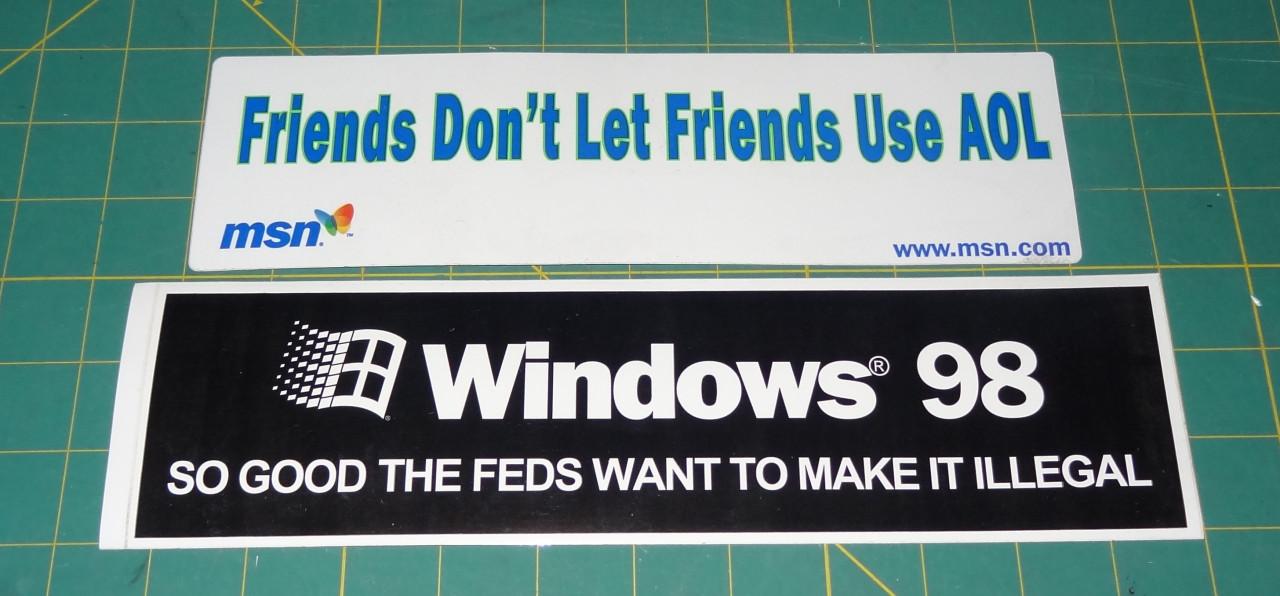 Friends Don't Let Friends Use AOL
msn®™
www.msn.com
Windows® 98
SO GOOD THE FEDS WANT TO MAKE IT ILLEGAL